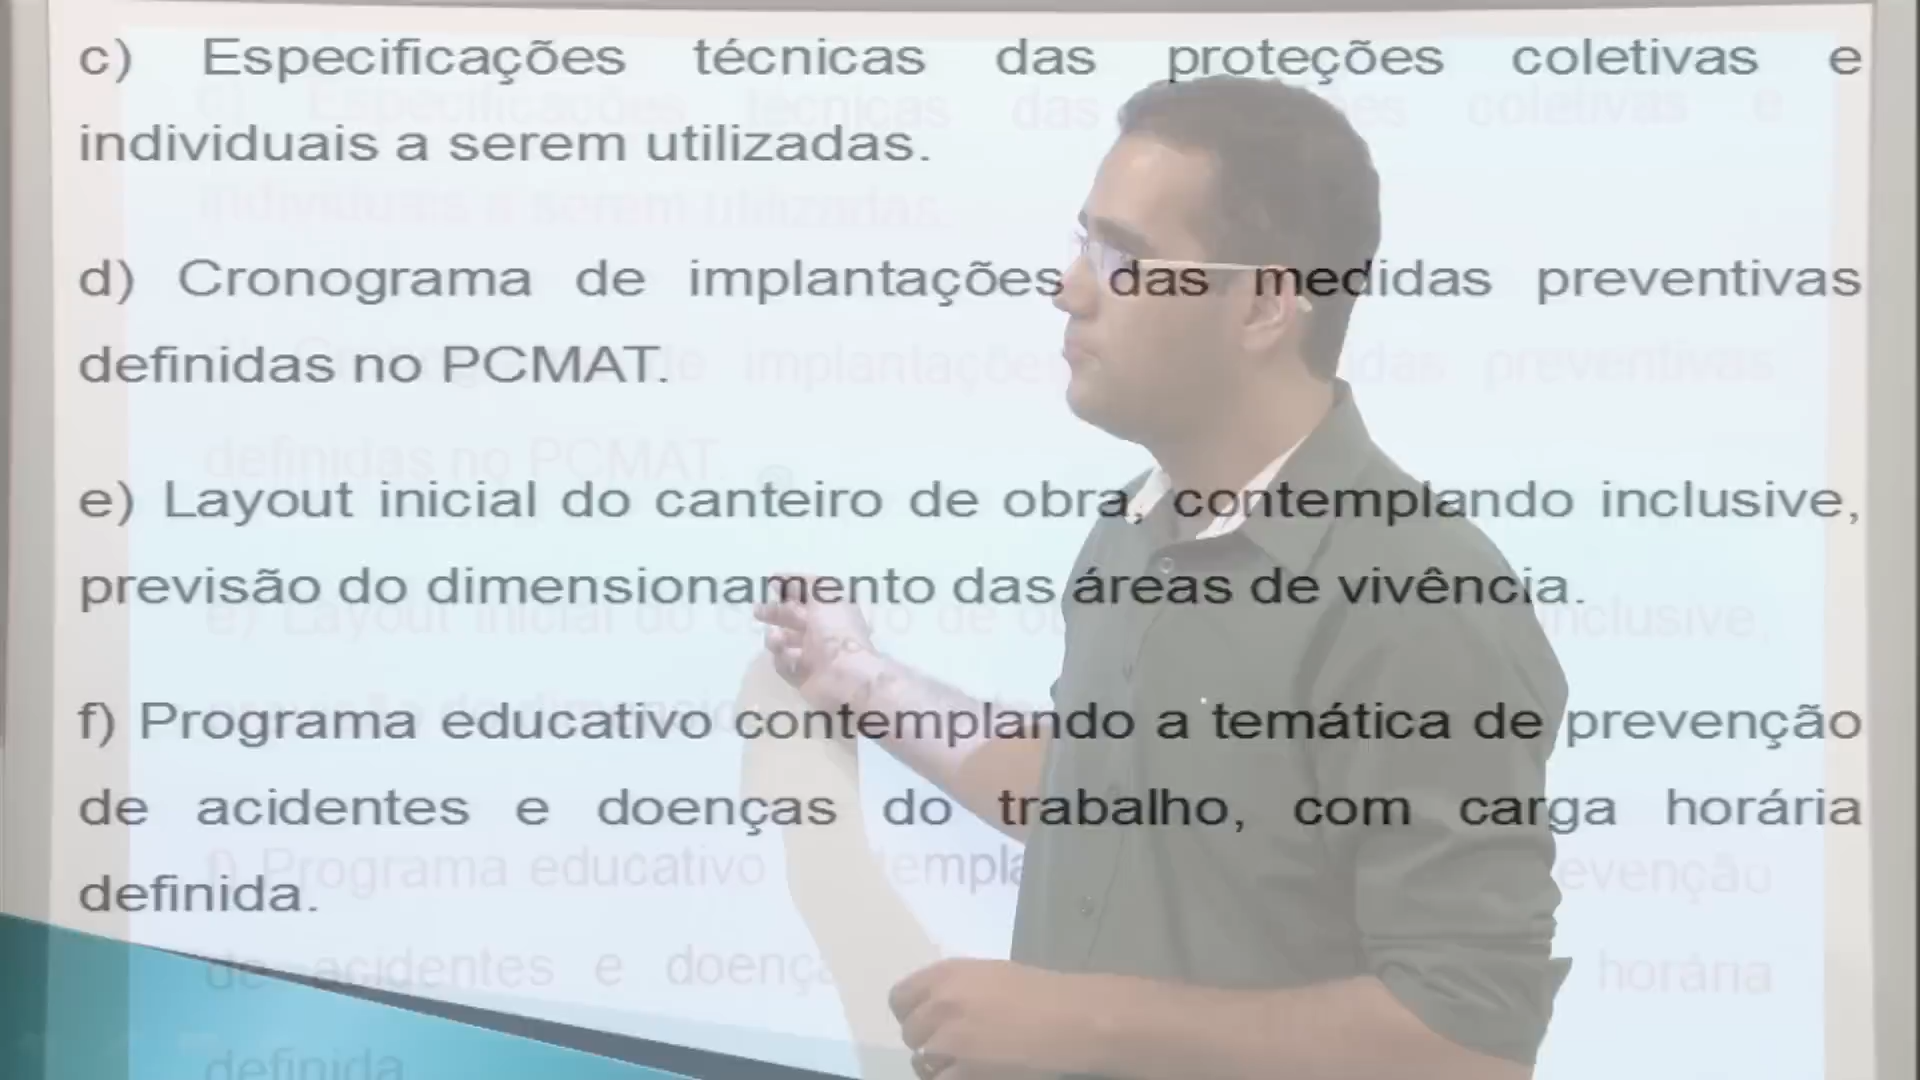 c) Especificações técnicas das proteções coletivas e
individuais a serem utilizadas.
d) Cronograma de implantações das medidas preventivas
definidas no PCMAT.
e) Layout inicial do canteiro de obra, contemplando inclusive,
previsão do dimensionamento das áreas de vivência.
f) Programa educativo contemplando a temática de prevenção
de acidentes e doenças do trabalho, com carga horária
definida.